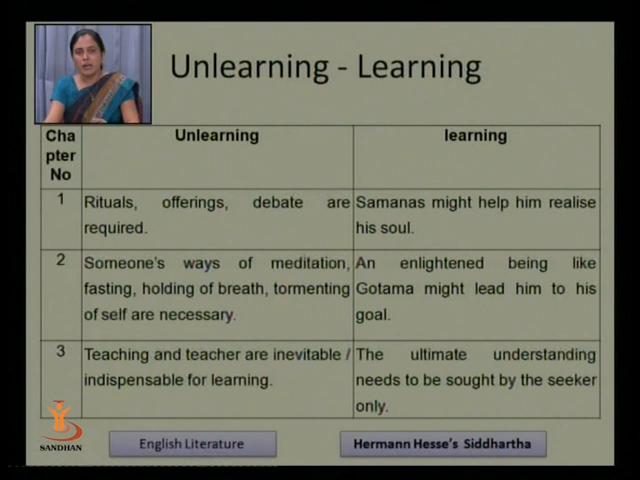 Unlearning - Learning
Cha
pter
No
Unlearning
learning
1
Rituals, offerings, debate are
required.
Samanas might help him realise
his soul.
2
Someone's ways of meditation,
fasting, holding of breath, tormenting
of self are necessary.
An enlightened being like
Gotama might lead him to his
goal.
3
Teaching and teacher are inevitable /
indispensable for learning.
The ultimate understanding
needs to be sought by the seeker
only.
SANDHAN
English Literature
Hermann Hesse's Siddhartha